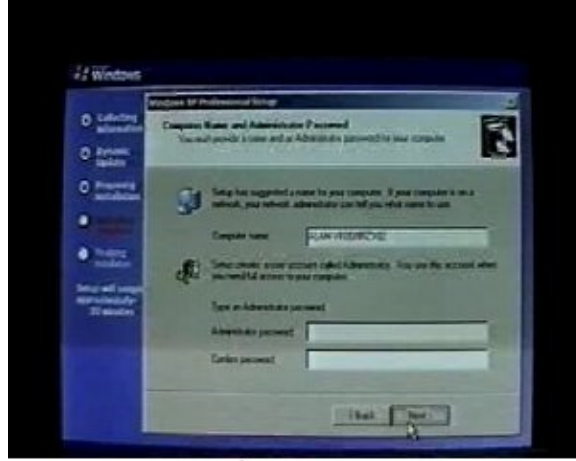 Windows
Windows XP Professional Setup
Computer Name and Administrator Password
You must provide a name and an Administrator password for your computer.
Collecting
information
Dynamic
Update
Preparing
installation
Installing
Windows
Finalizing
installation
Setup will complete
approximately:
33 minutes
Setup has suggested a name for your computer. If your computer is on a
network, your network administrator can tell you what name to use.
Computer name:
Setup creates a user account called Administrator. You use this account when
you need full access to your computer.
Type an Administrator password.
Administrator password:
Confirm password:
< Back
Next >